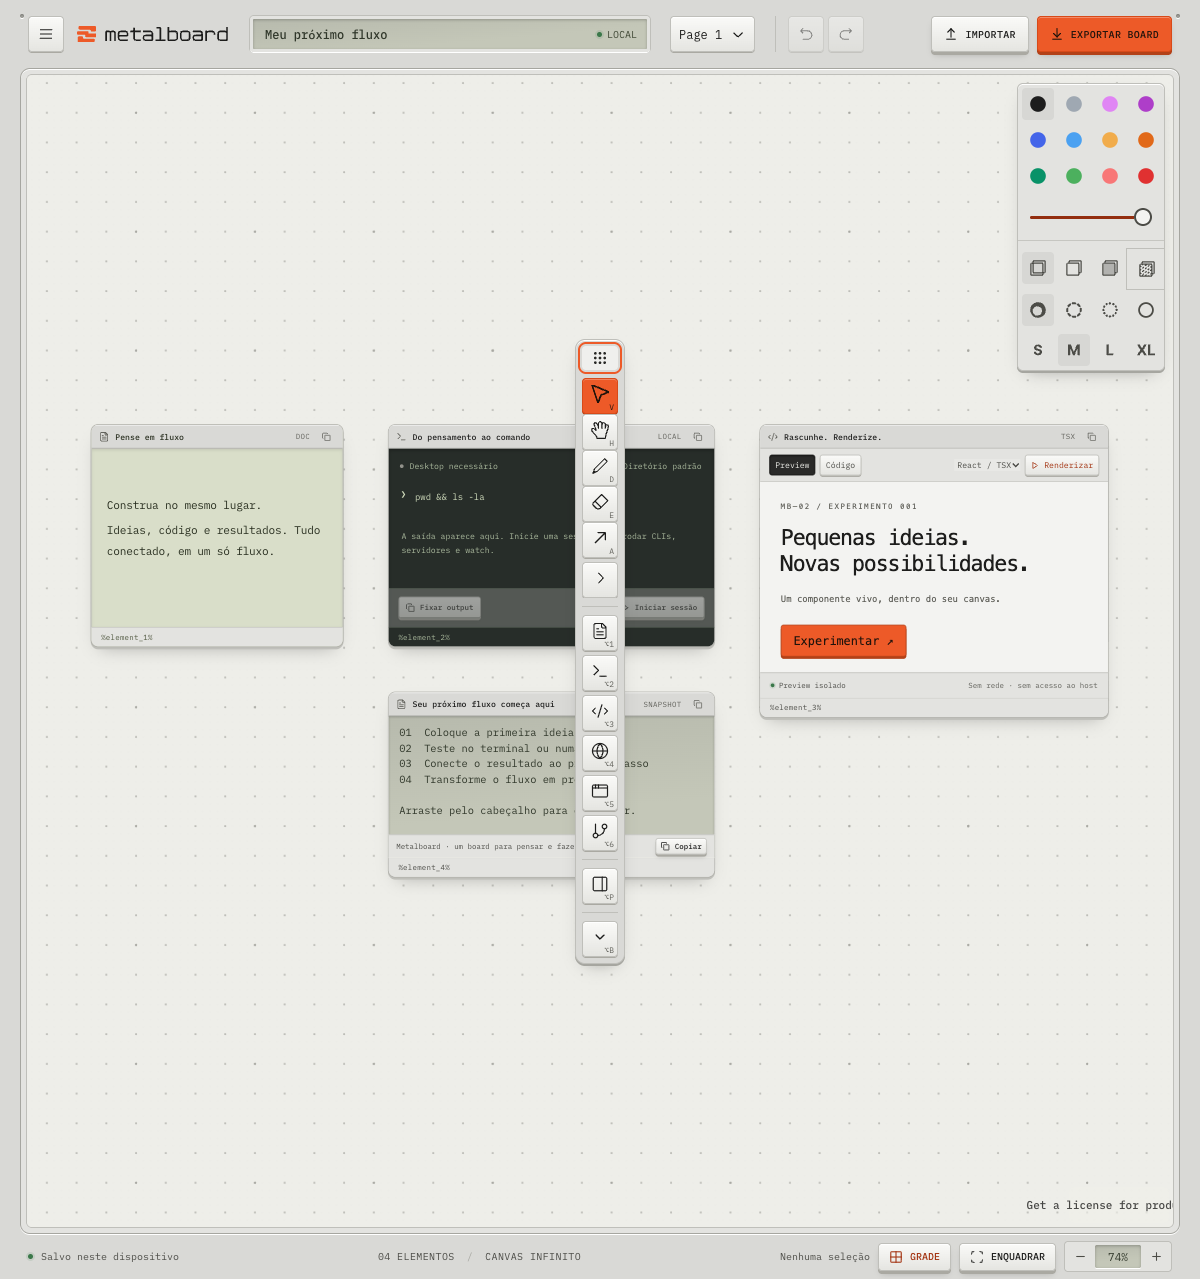 metalboard
Meu próximo fluxo
LOCAL
Page 1
IMPORTAR
EXPORTAR BOARD
S M L XL
V
H
D
E
A
⌥1
⌥2
⌥3
⌥4
⌥5
⌥6
⌥P
⌥B
Pense em fluxo
DOC
Construa no mesmo lugar.
Ideias, código e resultados. Tudo
conectado, em um só fluxo.
%element_1%
Do pensamento ao comando
LOCAL
Desktop necessário
Diretório padrão
❯ pwd && ls -la
A saída aparece aqui. Inicie uma rodar CLIs,
servidores e watch.
Fixar output
Iniciar sessão
%element_2%
Rascunhe. Renderize.
TSX
Preview
Código
React / TSX
Renderizar
MB—02 / EXPERIMENTO 001
Pequenas ideias.
Novas possibilidades.
Um componente vivo, dentro do seu canvas.
Experimentar ↗
Preview isolado
Sem rede · sem acesso ao host
%element_3%
Seu próximo fluxo começa aqui
SNAPSHOT
01 Coloque a primeira ideia
02 Teste no terminal ou
03 Conecte o resultado ao
04 Transforme o fluxo em
Arraste pelo cabeçalho para
Metalboard · um board para pensar e
Copiar
%element_4%
Get a license for
Salvo neste dispositivo
04 ELEMENTOS / CANVAS INFINITO
Nenhuma seleção
GRADE
ENQUADRAR
− 74% +